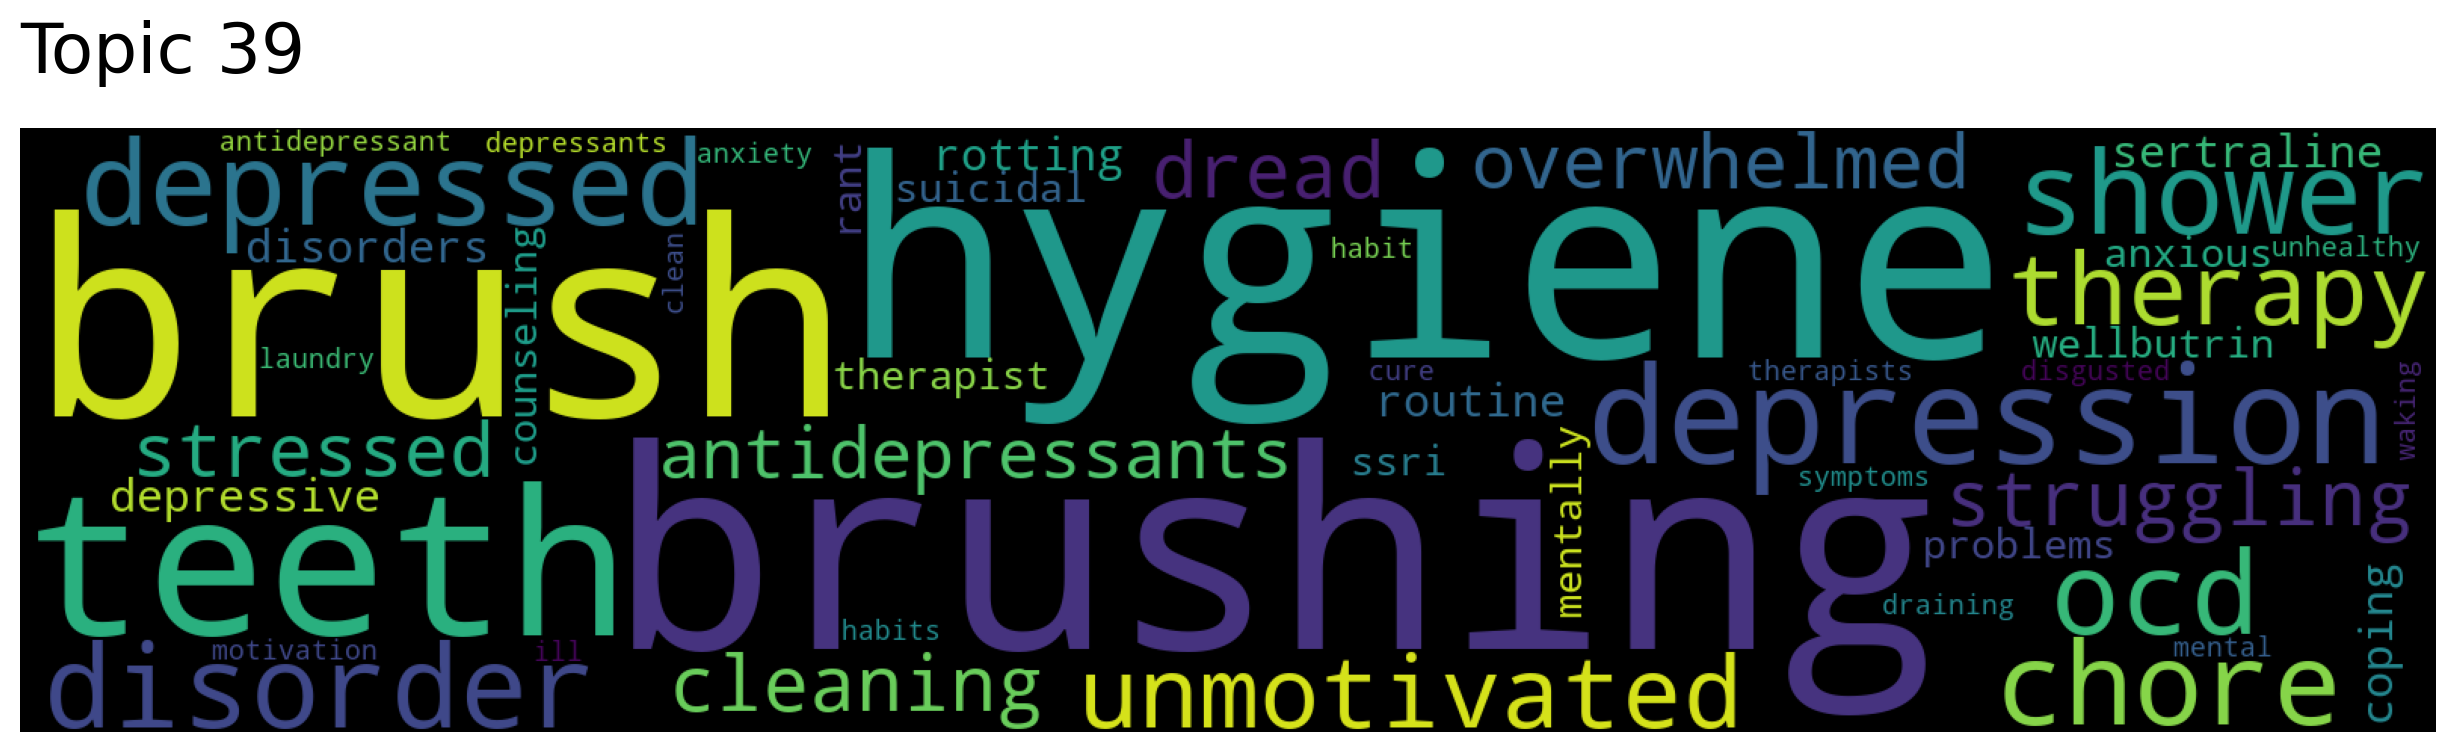 Topic 39
antidepressant
depressants
depressed
anxiety
rant
rotting
suicidal
dread
overwhelmed
sertraline
shower
disorders
counseling
clean
brush
hygiene
habit
anxious
unhealthy
therapy
wellbutrin
laundry
therapist
cure
routine
therapists
disgusted
waking
depression
stressed
antidepressants
ssri
mentally
symptoms
struggling
depressive
teeth
brushing
problems
ocd
draining
coping
motivation
ill
habits
mental
disorder
cleaning
unmotivated
chore